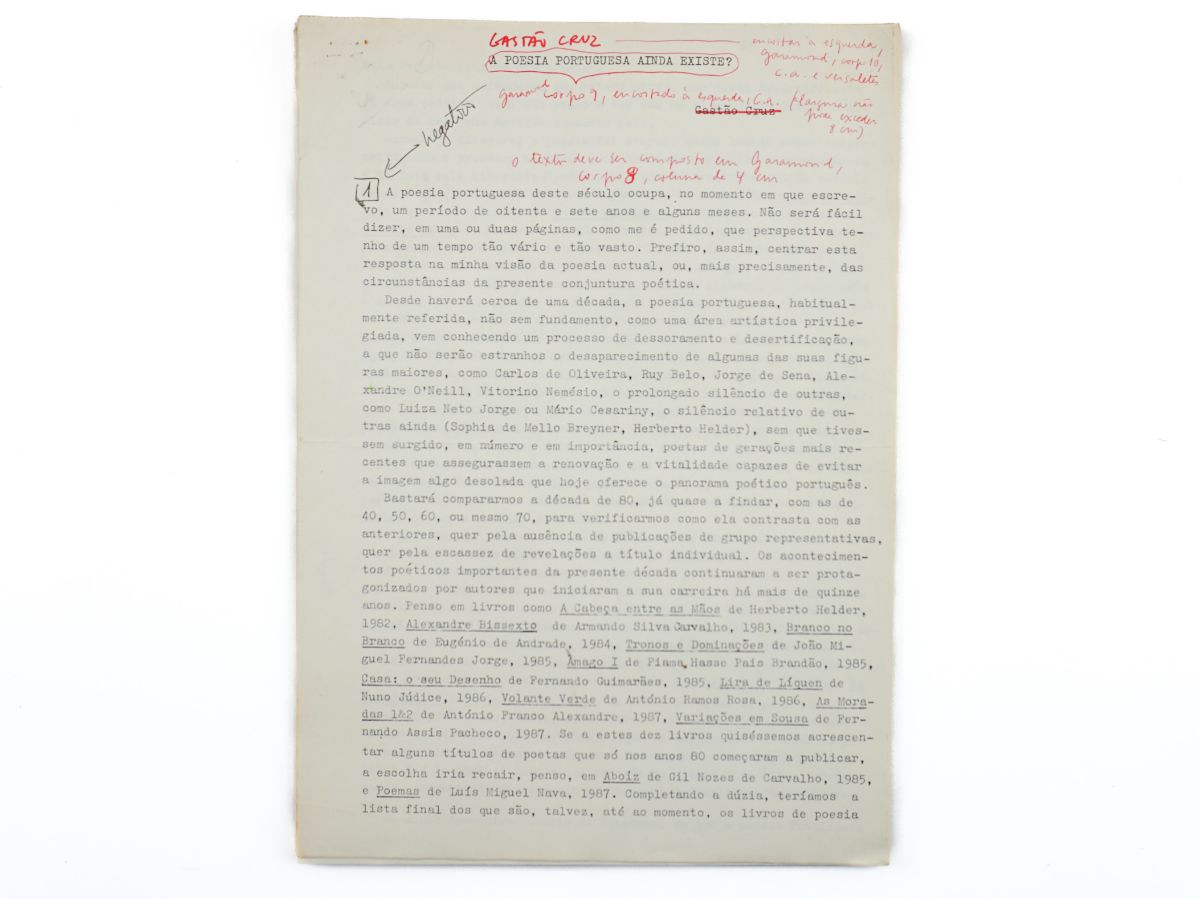 GASTÃO CRUZ
encostar à esquerda,
Garamond, corpo 10,
c.a. e versaletes
A POESIA PORTUGUESA AINDA EXISTE?
garamond corpo 9, encostado à esquerda, c.a. (largura não
pode exceder
8 cm)
Gastão Cruz
negativo
o texto deve ser composto em Garamond,
corpo 8, coluna de 4 cm
1 A poesia portuguesa deste século ocupa, no momento em que escre-
vo, um período de oitenta e sete anos e alguns meses. Não será fácil
dizer, em uma ou duas páginas, como me é pedido, que perspectiva te-
nho de um tempo tão vário e tão vasto. Prefiro, assim, centrar esta
resposta na minha visão da poesia actual, ou, mais precisamente, das
circunstâncias da presente conjuntura poética.
Desde haverá cerca de uma década, a poesia portuguesa, habitual-
mente referida, não sem fundamento, como uma área artística privile-
giada, vem conhecendo um processo de dessoramento e desertificação,
a que não serão estranhos o desaparecimento de algumas das suas figu-
ras maiores, como Carlos de Oliveira, Ruy Belo, Jorge de Sena, Ale-
xandre O'Neill, Vitorino Nemésio, o prolongado silêncio de outras,
como Luiza Neto Jorge ou Mário Cesariny, o silêncio relativo de ou-
tras ainda (Sophia de Mello Breyner, Herberto Helder), sem que tives-
sem surgido, em número e em importância, poetas de gerações mais re-
centes que assegurassem a renovação e a vitalidade capazes de evitar
a imagem algo desolada que hoje oferece o panorama poético português.
Bastará compararmos a década de 80, já quase a findar, com as de
40, 50, 60, ou mesmo 70, para verificarmos como ela contrasta com as
anteriores, quer pela ausência de publicações de grupo representativas,
quer pela escassez de revelações a título individual. Os acontecimen-
tos poéticos importantes da presente década continuaram a ser prota-
gonizados por autores que iniciaram a sua carreira há mais de quinze
anos. Penso em livros como A Cabeça entre as Mãos de Herberto Helder,
1982, Alexandre Bissexto de Armando Silva Carvalho, 1983, Branco no
Branco de Eugénio de Andrade, 1984, Tronos e Dominações de João Mi-
guel Fernandes Jorge, 1985, Âmago I de Fiama Hasse Pais Brandão, 1985,
Casa: o seu Desenho de Fernando Guimarães, 1985, Lira de Líquen de
Nuno Júdice, 1986, Volante Verde de António Ramos Rosa, 1986, As Mora-
das 1&2 de António Franco Alexandre, 1987, Variações em Sousa de Fer-
nando Assis Pacheco, 1987. Se a estes dez livros quiséssemos acrescen-
tar alguns títulos de poetas que só nos anos 80 começaram a publicar,
a escolha iria recair, penso, em Aboiz de Gil Nozes de Carvalho, 1985,
e Poemas de Luís Miguel Nava, 1987. Completando a dúzia, teríamos a
lista final dos que são, talvez, até ao momento, os livros de poesia